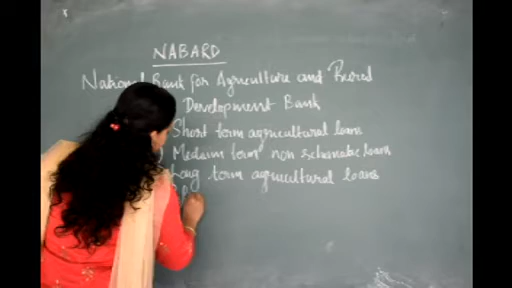 NABARD
National Bank for Agriculture and Rural
Development Bank
Short term agricultural loans
Medium term non schematic loans
Long term agricultural loans